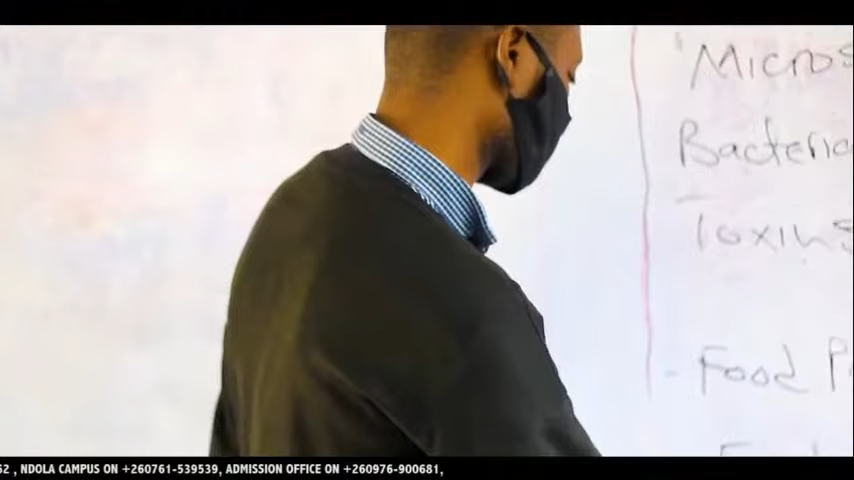 Micros
Bacteria
Toxins
- Food P
52 , NDOLA CAMPUS ON +260761-539539, ADMISSION OFFICE ON +260976-900681,